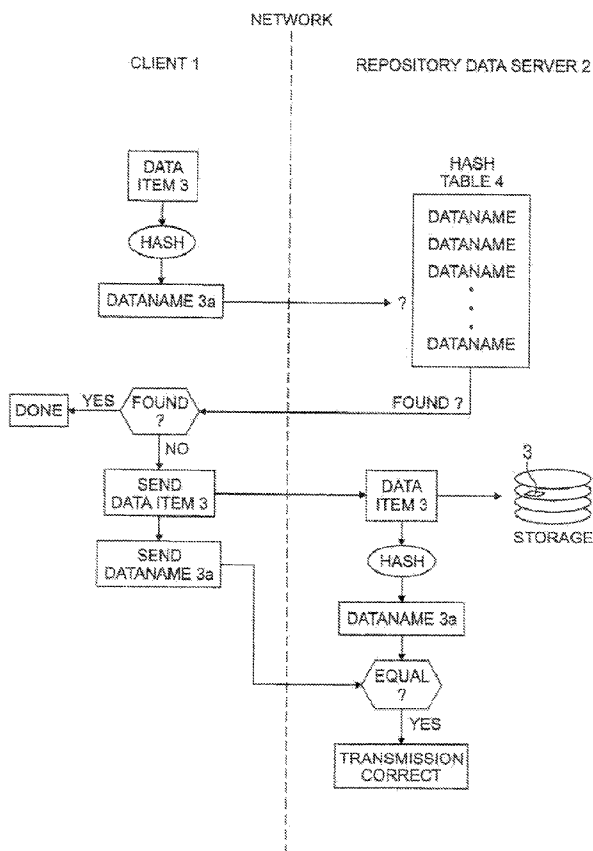 NETWORK
CLIENT 1
REPOSITORY DATA SERVER 2
DATA
ITEM 3
HASH
DATANAME 3a
HASH
TABLE 4
DATANAME
DATANAME
DATANAME
DATANAME
?
FOUND ?
FOUND
?
YES
DONE
NO
SEND
DATA ITEM 3
SEND
DATANAME 3a
DATA
ITEM 3
3
STORAGE
HASH
DATANAME 3a
EQUAL
?
YES
TRANSMISSION
CORRECT